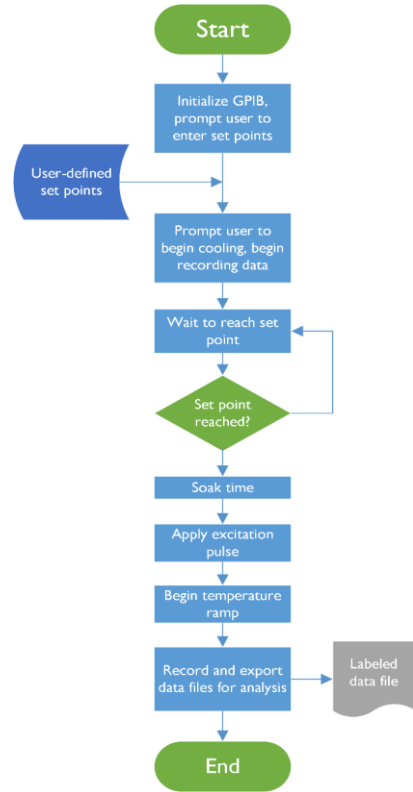 Start
Initialize GPIB,
prompt user to
enter set points
User-defined
set points
Prompt user to
begin cooling, begin
recording data
Wait to reach set
point
Set point
reached?
Soak time
Apply excitation
pulse
Begin temperature
ramp
Record and export
data files for analysis
Labeled
data file
End